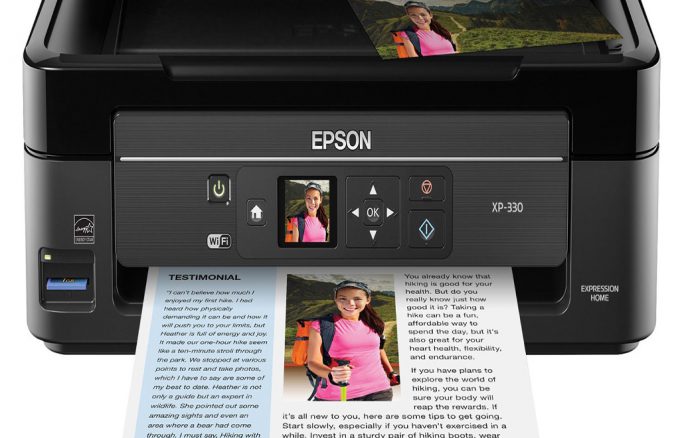 EPSON
OK
XP-330
Wi Fi
EXPRESSION
HOME
TESTIMONIAL
"I can't believe how much I
enjoyed my first hike. I had
heard how physically
demanding it can be and how it
will push you to your limits, but
Heather is full of energy and joy.
It made our one-hour hike seem
like a ten-minute stroll through
the park. We stopped at various
points to rest and take photos,
which I have to say are some of
my best to date. Heather is not
only a guide but an expert in
wildlife. She pointed out some
amazing sights and even an
area where a bear had come
through. I must say, Hiking with
You already know that
hiking is good for your
health. But do you
really know just how
good it is? Taking a
hike can be a fun,
affordable way to
spend the day, but it's
also great for your
heart health, flexibility,
and endurance.
If you have plans to
explore the world of
hiking, you can be
sure your body will
reap the rewards. If
it's all new to you, here are some tips to get going.
Start slowly, especially if you haven't exercised in a
while. Invest in a sturdy pair of hiking boots, wear